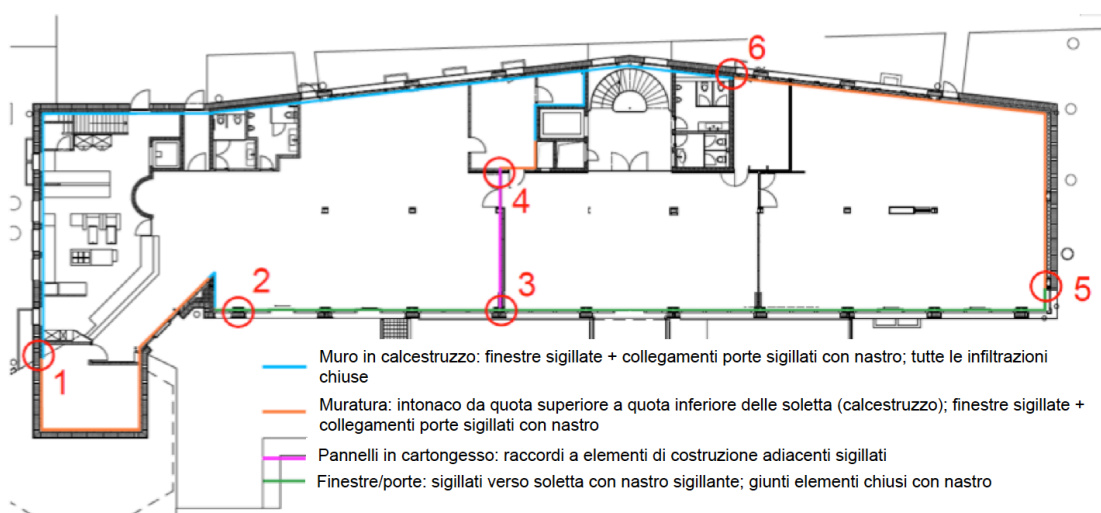 6
2
4
3
5
1
Muro in calcestruzzo: finestre sigillate + collegamenti porte sigillati con nastro; tutte le infiltrazioni
chiuse
Muratura: intonaco da quota superiore a quota inferiore delle soletta (calcestruzzo); finestre sigillate +
collegamenti porte sigillati con nastro
Pannelli in cartongesso: raccordi a elementi di costruzione adiacenti sigillati
Finestre/porte: sigillati verso soletta con nastro sigillante; giunti elementi chiusi con nastro